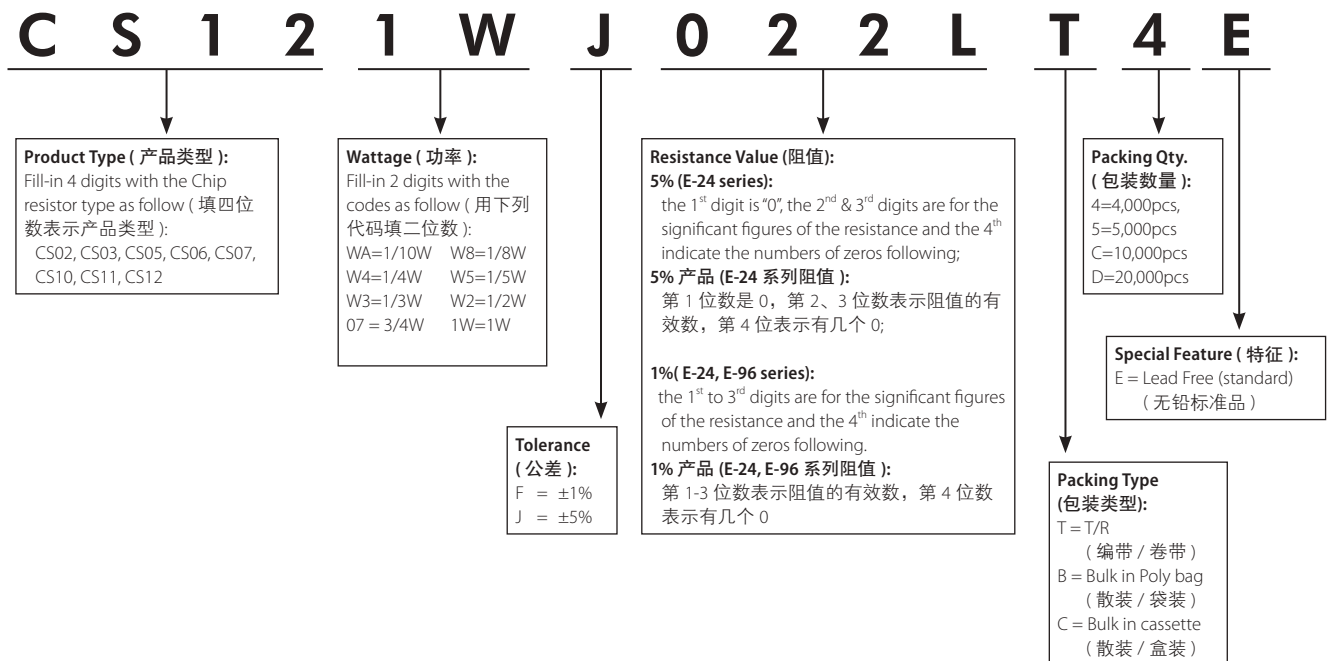 C S 1 2 1 W J 0 2 2 L T 4 E
Product Type ( 产品类型 ):
Fill-in 4 digits with the Chip
resistor type as follow ( 填四位
数表示产品类型 ):
CS02, CS03, CS05, CS06, CS07,
CS10, CS11, CS12
Wattage ( 功率 ):
Fill-in 2 digits with the
codes as follow ( 用下列
代码填二位数 ):
WA=1/10W W8=1/8W
W4=1/4W W5=1/5W
W3=1/3W W2=1/2W
07 = 3/4W 1W=1W
Tolerance
( 公差 ):
F = ±1%
J = ±5%
Resistance Value (阻值):
5% (E-24 series):
the 1st digit is “0”, the 2nd & 3rd digits are for the
significant figures of the resistance and the 4th
indicate the numbers of zeros following;
5% 产品 (E-24 系列阻值 ):
第 1 位数是 0，第 2、3 位数表示阻值的有
效数，第 4 位表示有几个 0;
1%( E-24, E-96 series):
the 1st to 3rd digits are for the significant figures
of the resistance and the 4th indicate the
numbers of zeros following.
1% 产品 (E-24, E-96 系列阻值 ):
第 1-3 位数表示阻值的有效数，第 4 位数
表示有几个 0
Packing Qty.
( 包装数量 ):
4=4,000pcs,
5=5,000pcs
C=10,000pcs
D=20,000pcs
Special Feature ( 特征 ):
E = Lead Free (standard)
( 无铅标准品 )
Packing Type
(包装类型):
T = T/R
( 编带 / 卷带 )
B = Bulk in Poly bag
( 散装 / 袋装 )
C = Bulk in cassette
( 散装 / 盒装 )